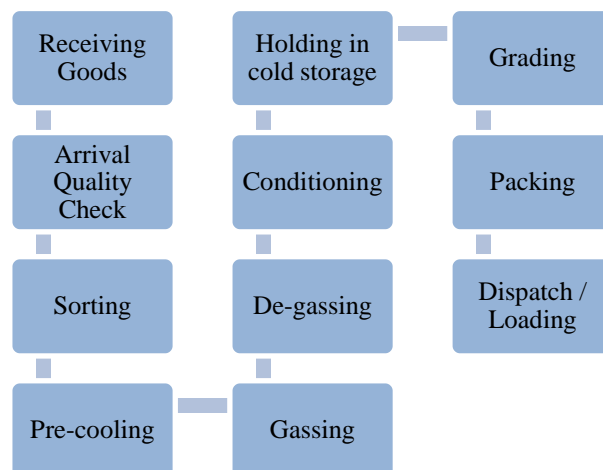 Receiving
Goods
Arrival
Quality
Check
Sorting
Pre-cooling
Gassing
De-gassing
Conditioning
Holding in
cold storage
Grading
Packing
Dispatch /
Loading